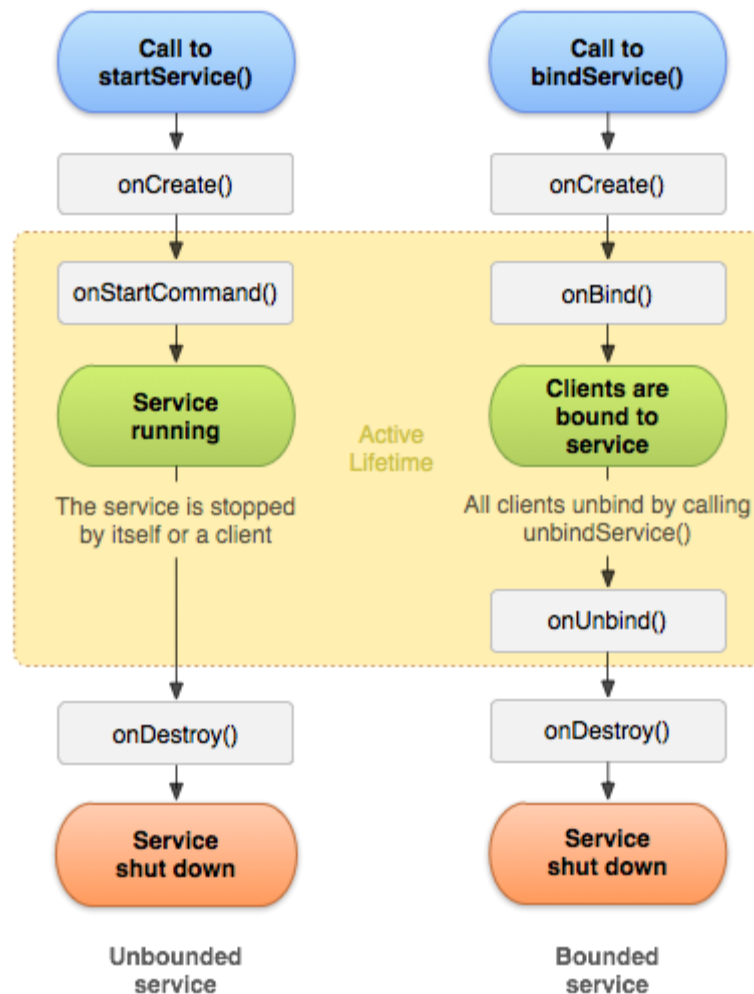 Call to
startService()
onCreate()
onStartCommand()
Service
running
The service is stopped
by itself or a client
onDestroy()
Service
shut down
Unbounded
service
Active
Lifetime
Call to
bindService()
onCreate()
onBind()
Clients are
bound to
service
All clients unbind by calling
unbindService()
onUnbind()
onDestroy()
Service
shut down
Bounded
service